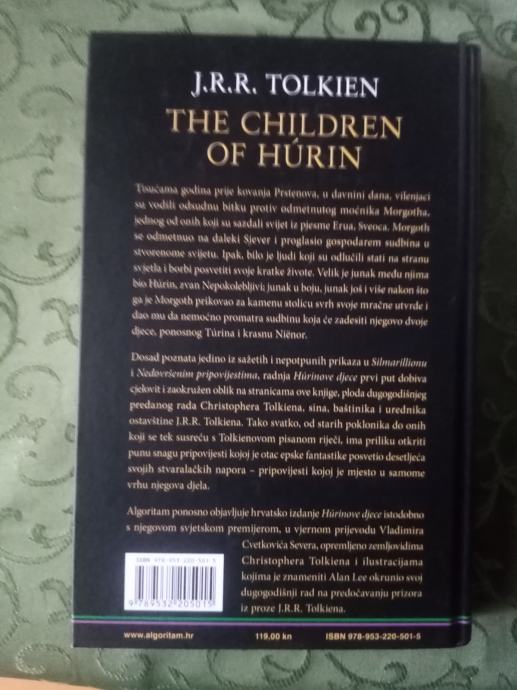 J.R.R. TOLKIEN
THE CHILDREN
OF HÚRIN
Tisućama godina prije kovanja Prstenova, u davnini dana, vilenjaci
su vodili odsudnu bitku protiv odmetnutog moćnika Morgotha,
jednog od onih koji su sazdali svijet iz pjesme Erua, Sveoca. Morgoth
se odmetnuo na daleki Sjever i proglasio gospodarem sudbina u
stvorenome svijetu. Ipak, bilo je ljudi koji su odlučili stati na stranu
svjetla i borbi posvetiti svoje kratke živote. Velik je junak među njima
bio Húrin, zvan Nepokolebljivi; junak u boju, junak još i više nakon što
ga je Morgoth prikovao za kamenu stolicu svrh svoje mračne utvrde i
dao mu da nemoćno promatra sudbinu koja će zadesiti njegovo dvoje
djece, ponosnog Túrina i krasnu Niënor.
Dosad poznata jedino iz sažetih i nepotpunih prikaza u Silmarillionu
i Nedovršenim pripovijestima, radnja Húrinove djece prvi put dobiva
cjelovit i zaokružen oblik na stranicama ove knjige, ploda dugogodišnjeg
predanog rada Christophera Tolkiena, sina, baštinika i urednika
ostavštine J.R.R. Tolkiena. Tako svatko, od starih poklonika do onih
koji se tek susreću s Tolkienovom pisanom riječi, ima priliku otkriti
punu snagu pripovijesti kojoj je otac epske fantastike posvetio desetljeća
svojih stvaralačkih napora – pripovijesti kojoj je mjesto u samome
vrhu njegova djela.
Algoritam ponosno objavljuje hrvatsko izdanje Húrinove djece istodobno
s njegovom svjetskom premijerom, u vjernom prijevodu Vladimira
Cvetkovića Severa, opremljeno zemljovidima
Christophera Tolkiena i ilustracijama
kojima je znameniti Alan Lee okrunio svoj
dugogodišnji rad na predočavanju prizora
iz proze J.R.R. Tolkiena.
ISBN 978-953-220-501-5
9 789532 205015
www.algoritam.hr 119,00 kn ISBN 978-953-220-501-5